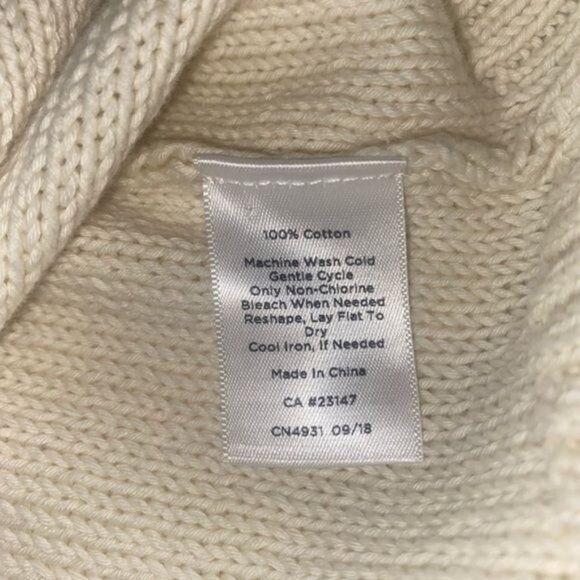 100% Cotton
Machine Wash Cold
Gentle Cycle
Only Non-Chlorine
Bleach When Needed
Reshape, Lay Flat To
Dry
Cool Iron, If Needed
Made In China
CA #23147
CN4931 09/18